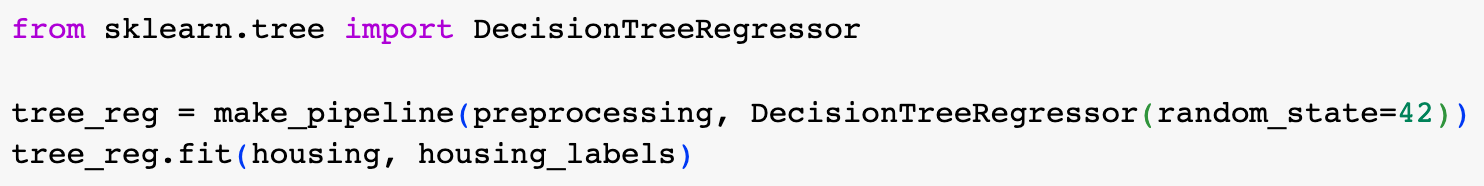 from sklearn.tree import DecisionTreeRegressor
tree_reg = make_pipeline(preprocessing, DecisionTreeRegressor(random_state=42))
tree_reg.fit(housing, housing_labels)